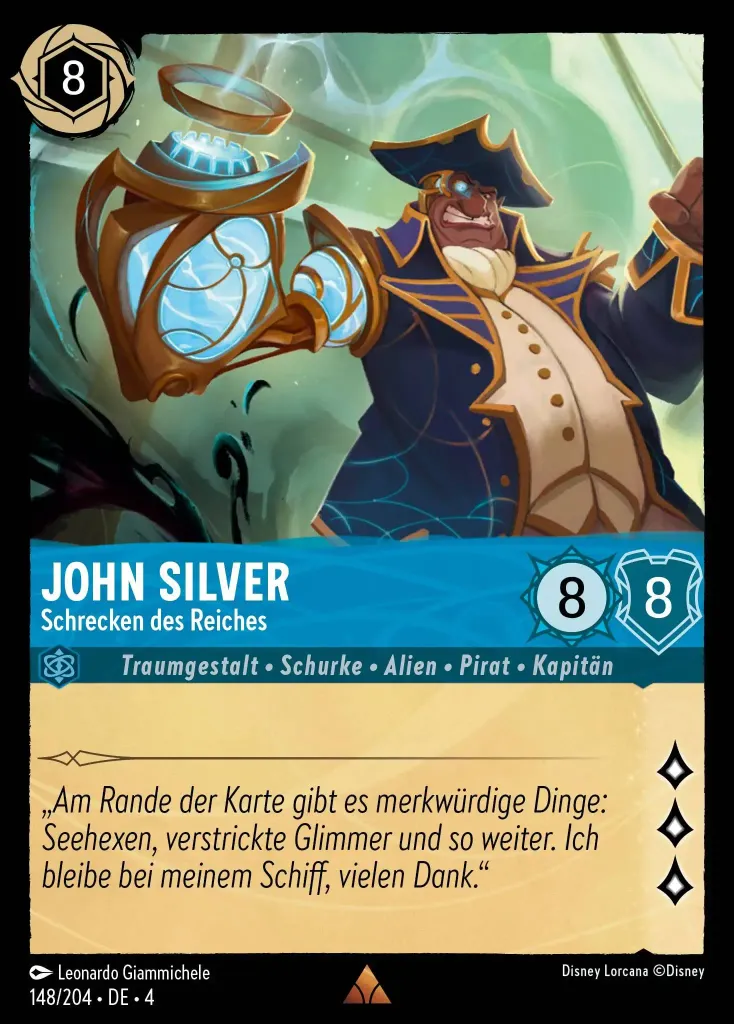 8
JOHN SILVER
Schrecken des Reiches
8
8
Traumgestalt • Schurke • Alien • Pirat • Kapitän
„Am Rande der Karte gibt es merkwürdige Dinge:
Seehexen, verstrickte Glimmer und so weiter. Ich
bleibe bei meinem Schiff, vielen Dank.“
Leonardo Giammichele
Disney Lorcana ©Disney
148/204 • DE • 4